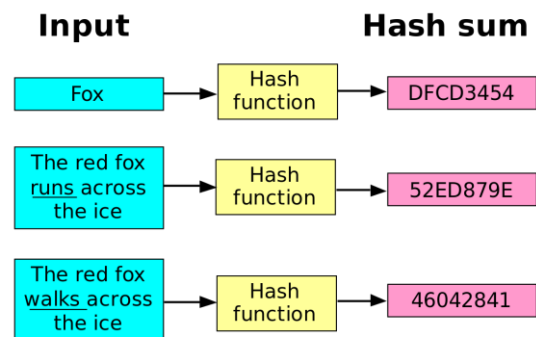 Input
Hash sum
Fox
Hash
function
DFCD3454
The red fox
runs across
the ice
Hash
function
52ED879E
The red fox
walks across
the ice
Hash
function
46042841